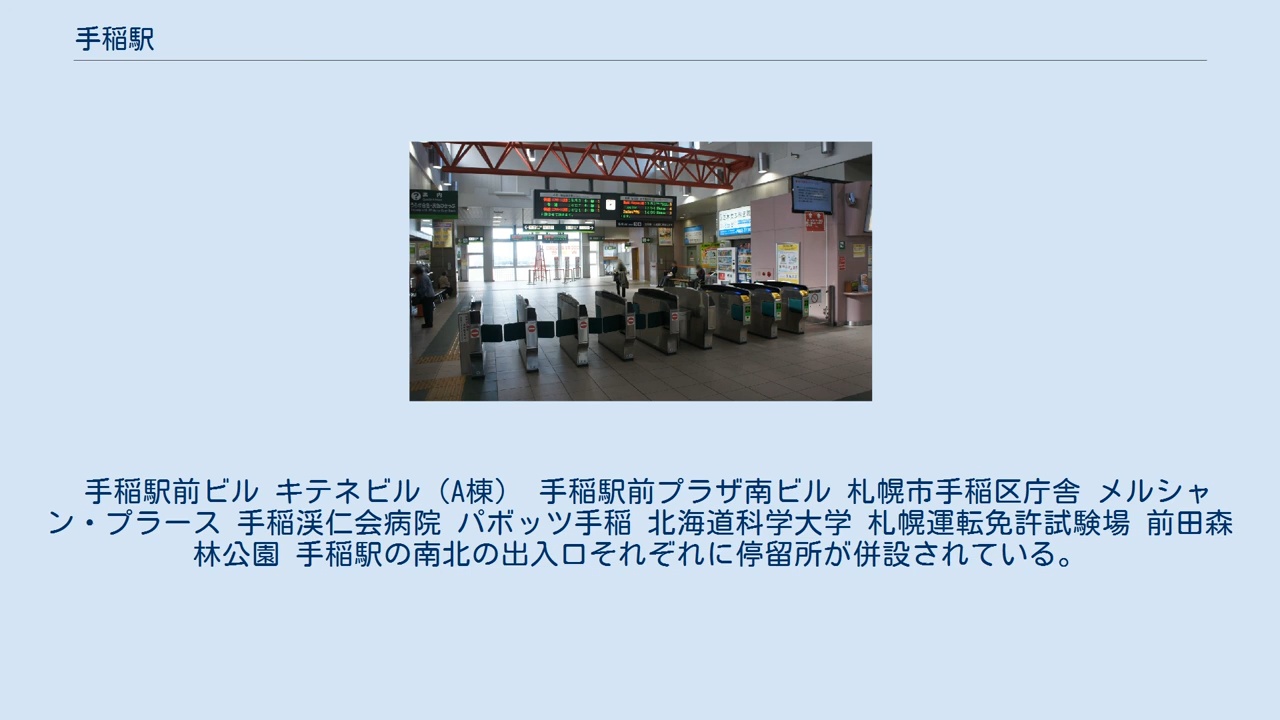 手稲駅
手稲駅前ビル キテネビル（A棟） 手稲駅前プラザ南ビル 札幌市手稲区庁舎 メルシャ
ン・プラース 手稲渓仁会病院 パボッツ手稲 北海道科学大学 札幌運転免許試験場 前田森
林公園 手稲駅の南北の出入口それぞれに停留所が併設されている。